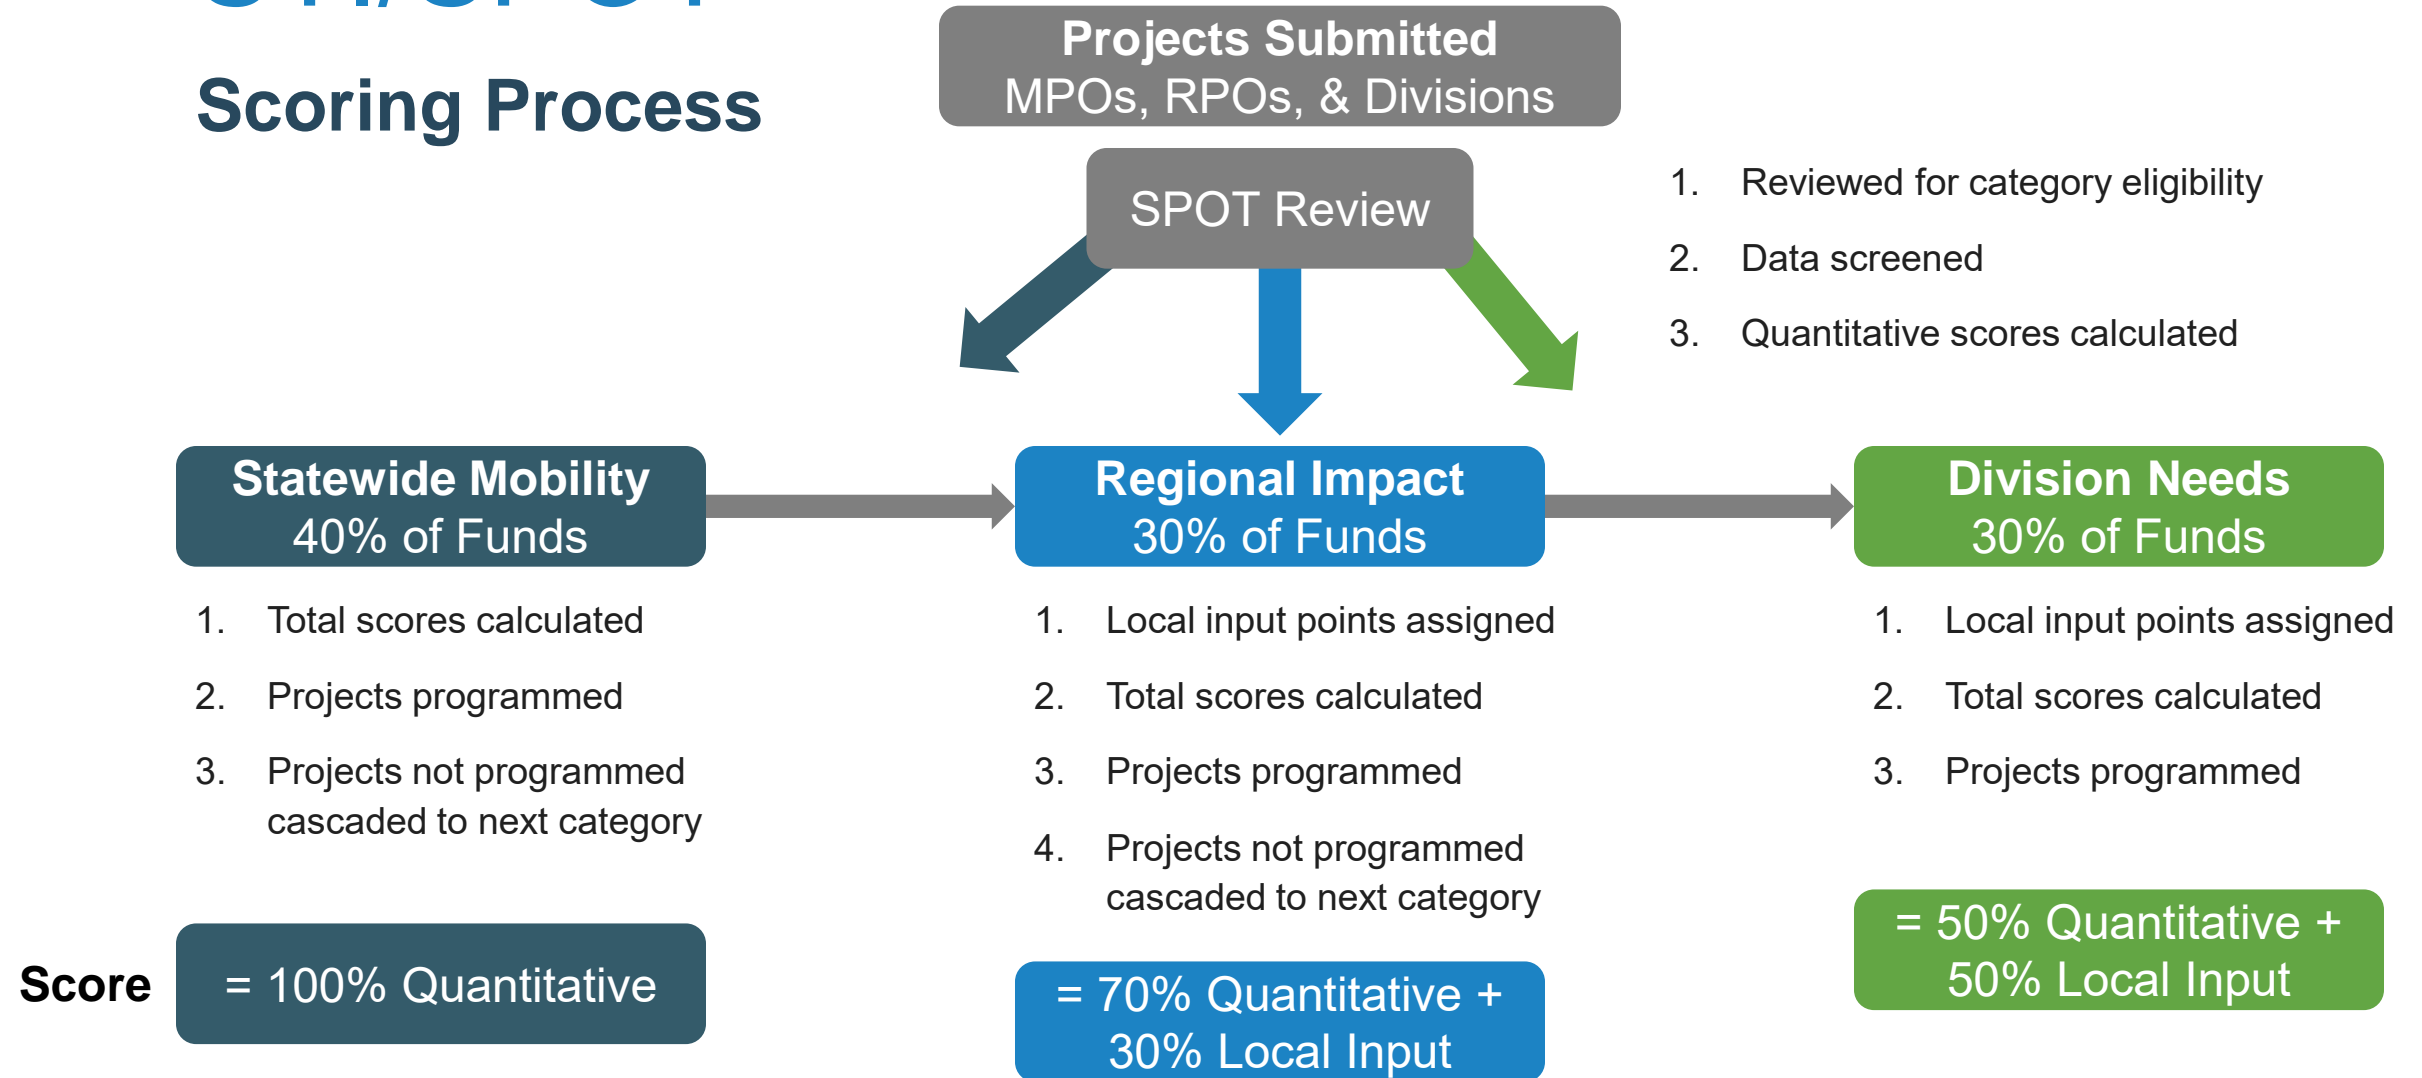 Scoring Process
Projects Submitted
MPOs, RPOs, & Divisions
SPOT Review
1. Reviewed for category eligibility
2. Data screened
3. Quantitative scores calculated
Statewide Mobility
40% of Funds
1. Total scores calculated
2. Projects programmed
3. Projects not programmed
cascaded to next category
Regional Impact
30% of Funds
1. Local input points assigned
2. Total scores calculated
3. Projects programmed
4. Projects not programmed
cascaded to next category
Division Needs
30% of Funds
1. Local input points assigned
2. Total scores calculated
3. Projects programmed
Score
= 100% Quantitative
= 70% Quantitative +
30% Local Input
= 50% Quantitative +
50% Local Input